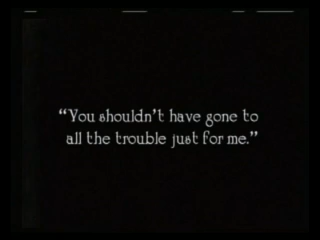 “You shouldn’t have gone to
all the trouble just for me.”